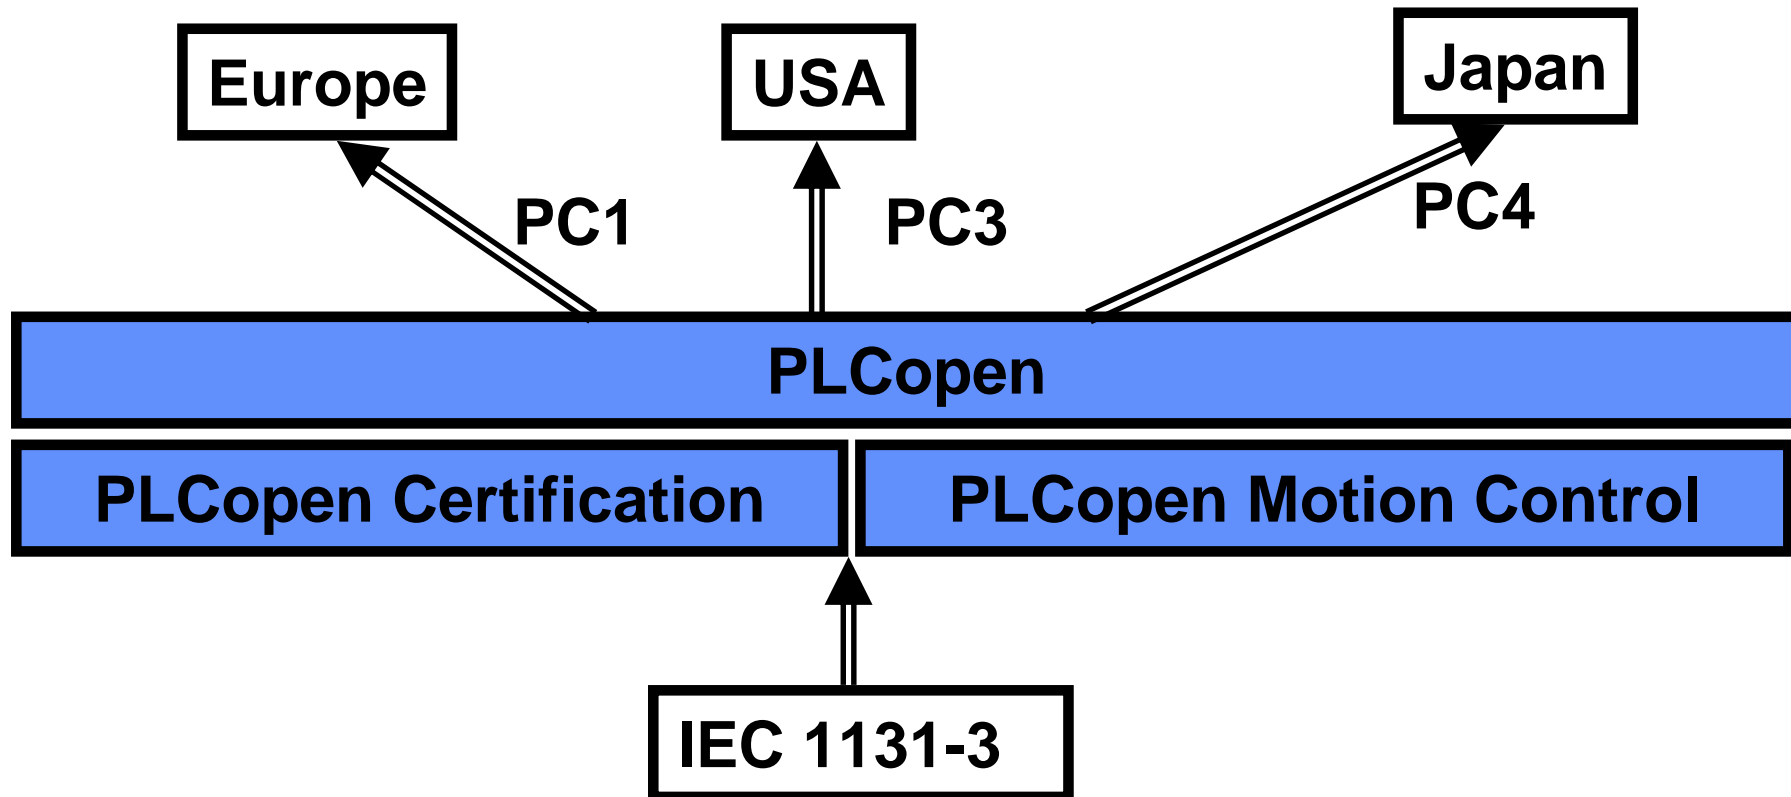 Europe
USA
Japan
PC1
PC3
PC4
PLCopen
PLCopen Certification
PLCopen Motion Control
IEC 1131-3